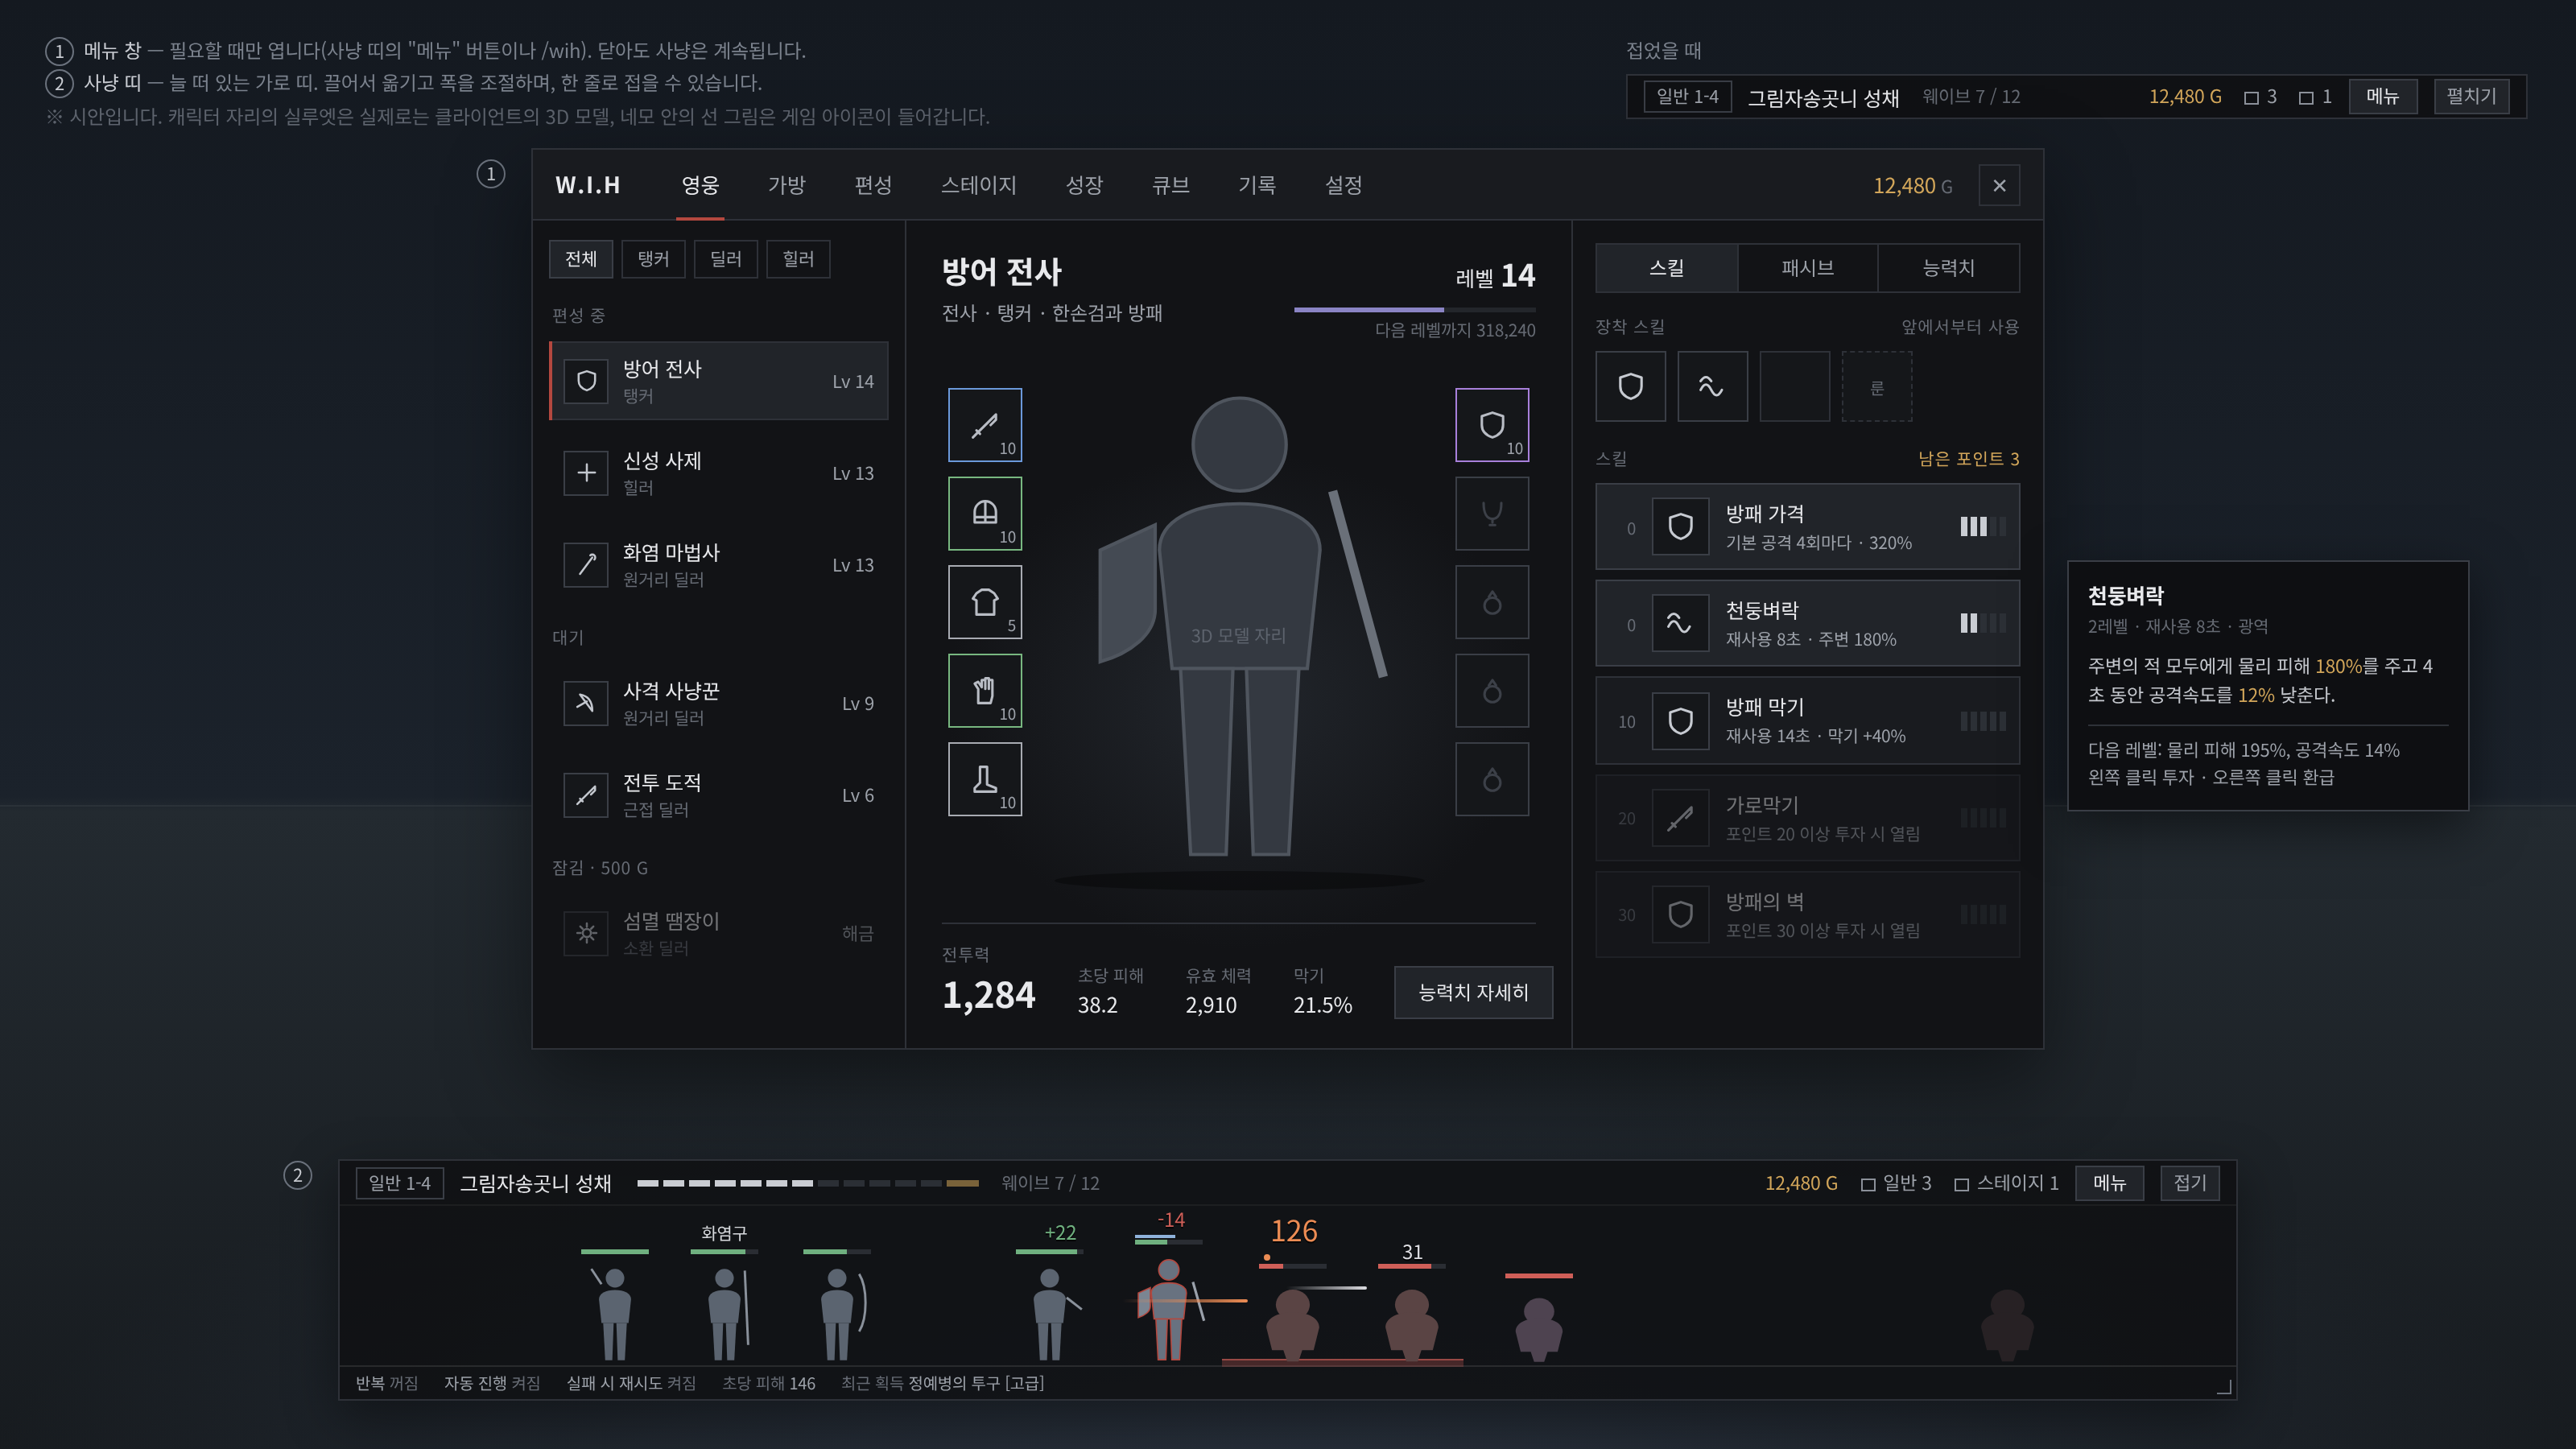 1 메뉴 창 — 필요할 때만 엽니다(사냥 띠의 "메뉴" 버튼이나 /wih). 닫아도 사냥은 계속됩니다.
2 사냥 띠 — 늘 떠 있는 가로 띠. 끌어서 옮기고 폭을 조절하며, 한 줄로 접을 수 있습니다.
※ 시안입니다. 캐릭터 자리의 실루엣은 실제로는 클라이언트의 3D 모델, 네모 안의 선 그림은 게임 아이콘이 들어갑니다.
접었을 때
일반 1-4 그림자송곳니 성채 웨이브 7 / 12 12,480 G 3 1 메뉴 펼치기
1
W.I.H 영웅 가방 편성 스테이지 성장 큐브 기록 설정 12,480 G ✕
전체 탱커 딜러 힐러
편성 중
방어 전사 Lv 14
탱커
신성 사제 Lv 13
힐러
화염 마법사 Lv 13
원거리 딜러
대기
사격 사냥꾼 Lv 9
원거리 딜러
전투 도적 Lv 6
근접 딜러
잠김 · 500 G
섬멸 땜장이 해금
소환 딜러
방어 전사 레벨 14
전사 · 탱커 · 한손검과 방패
다음 레벨까지 318,240
10 10
10
5
3D 모델 자리
10
10
전투력
1,284
초당 피해
38.2
유효 체력
2,910
막기
21.5%
능력치 자세히
스킬 패시브 능력치
장착 스킬 앞에서부터 사용
룬
스킬 남은 포인트 3
0 방패 가격
기본 공격 4회마다 · 320%
0 천둥벼락
재사용 8초 · 주변 180%
10 방패 막기
재사용 14초 · 막기 +40%
20 가로막기
포인트 20 이상 투자 시 열림
30 방패의 벽
포인트 30 이상 투자 시 열림
천둥벼락
2레벨 · 재사용 8초 · 광역
주변의 적 모두에게 물리 피해 180%를 주고 4
초 동안 공격속도를 12% 낮춘다.
다음 레벨: 물리 피해 195%, 공격속도 14%
왼쪽 클릭 투자 · 오른쪽 클릭 환급
2
일반 1-4 그림자송곳니 성채 웨이브 7 / 12 12,480 G 일반 3 스테이지 1 메뉴 접기
화염구 +22 -14 126 31
반복 꺼짐 자동 진행 켜짐 실패 시 재시도 켜짐 초당 피해 146 최근 획득 정예병의 투구 [고급]